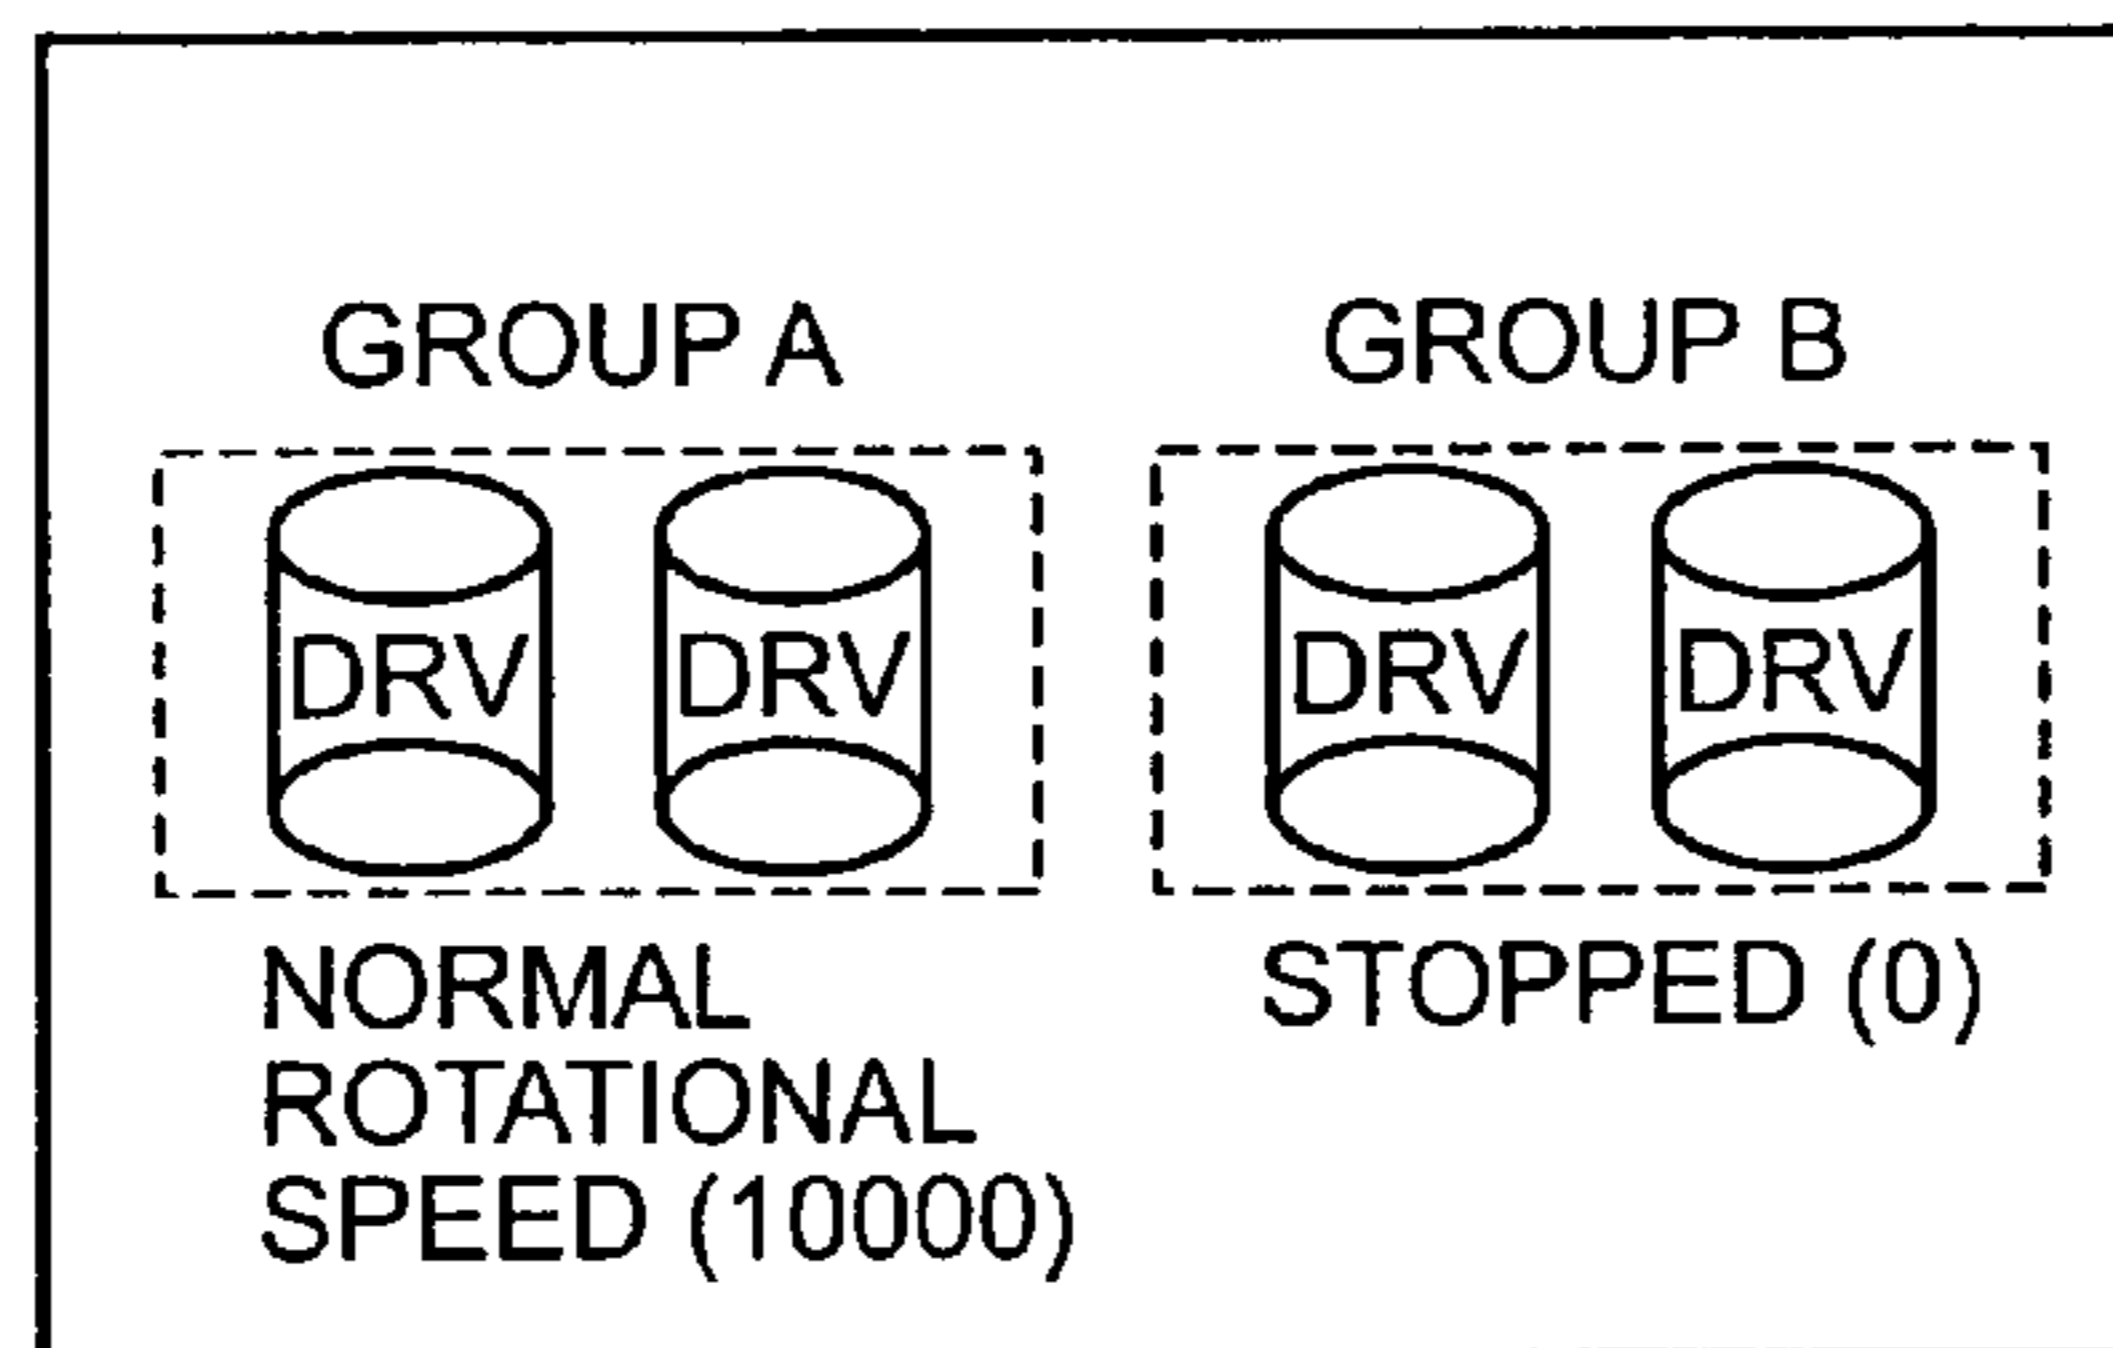 GROUP A
GROUP B
DRV
DRV
DRV
DRV
NORMAL
ROTATIONAL
SPEED (10000)
STOPPED (0)